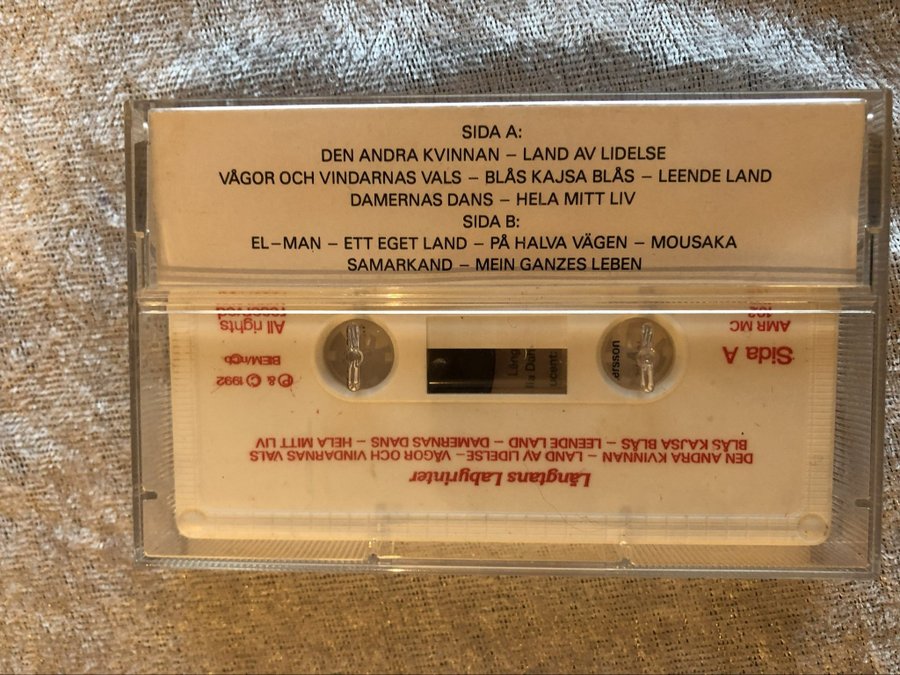 SIDA A:
DEN ANDRA KVINNAN – LAND AV LIDELSE
VÅGOR OCH VINDARNAS VALS – BLÅS KAJSA BLÅS – LEENDE LAND
DAMERNAS DANS – HELA MITT LIV
SIDA B:
EL–MAN – ETT EGET LAND – PÅ HALVA VÄGEN – MOUSAKA
SAMARKAND – MEIN GANZES LEBEN
Långtans Labyrinter
DEN ANDRA KVINNAN – LAND AV LIDELSE– VÅGOR OCH VINDARNAS VALS
BLÅS KAJSA BLÅS – LEENDE LAND – DAMERNAS DANS – HELA MITT LIV
Sida A
AMR MC
℗ & © 1992
BIEM/ncb
All rights
reserved